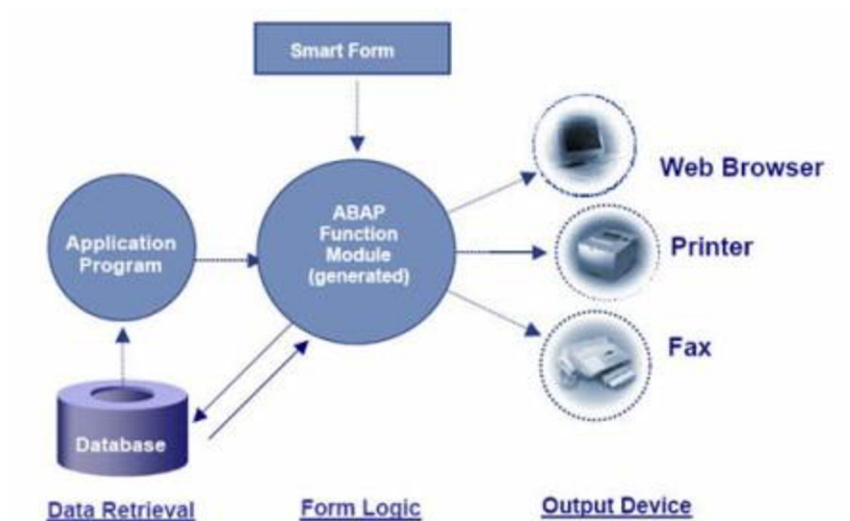 Smart Form
Web Browser
ABAP
Function
Module
(generated)
Application
Program
Printer
Fax
Database
Data Retrieval
Form Logic
Output Device